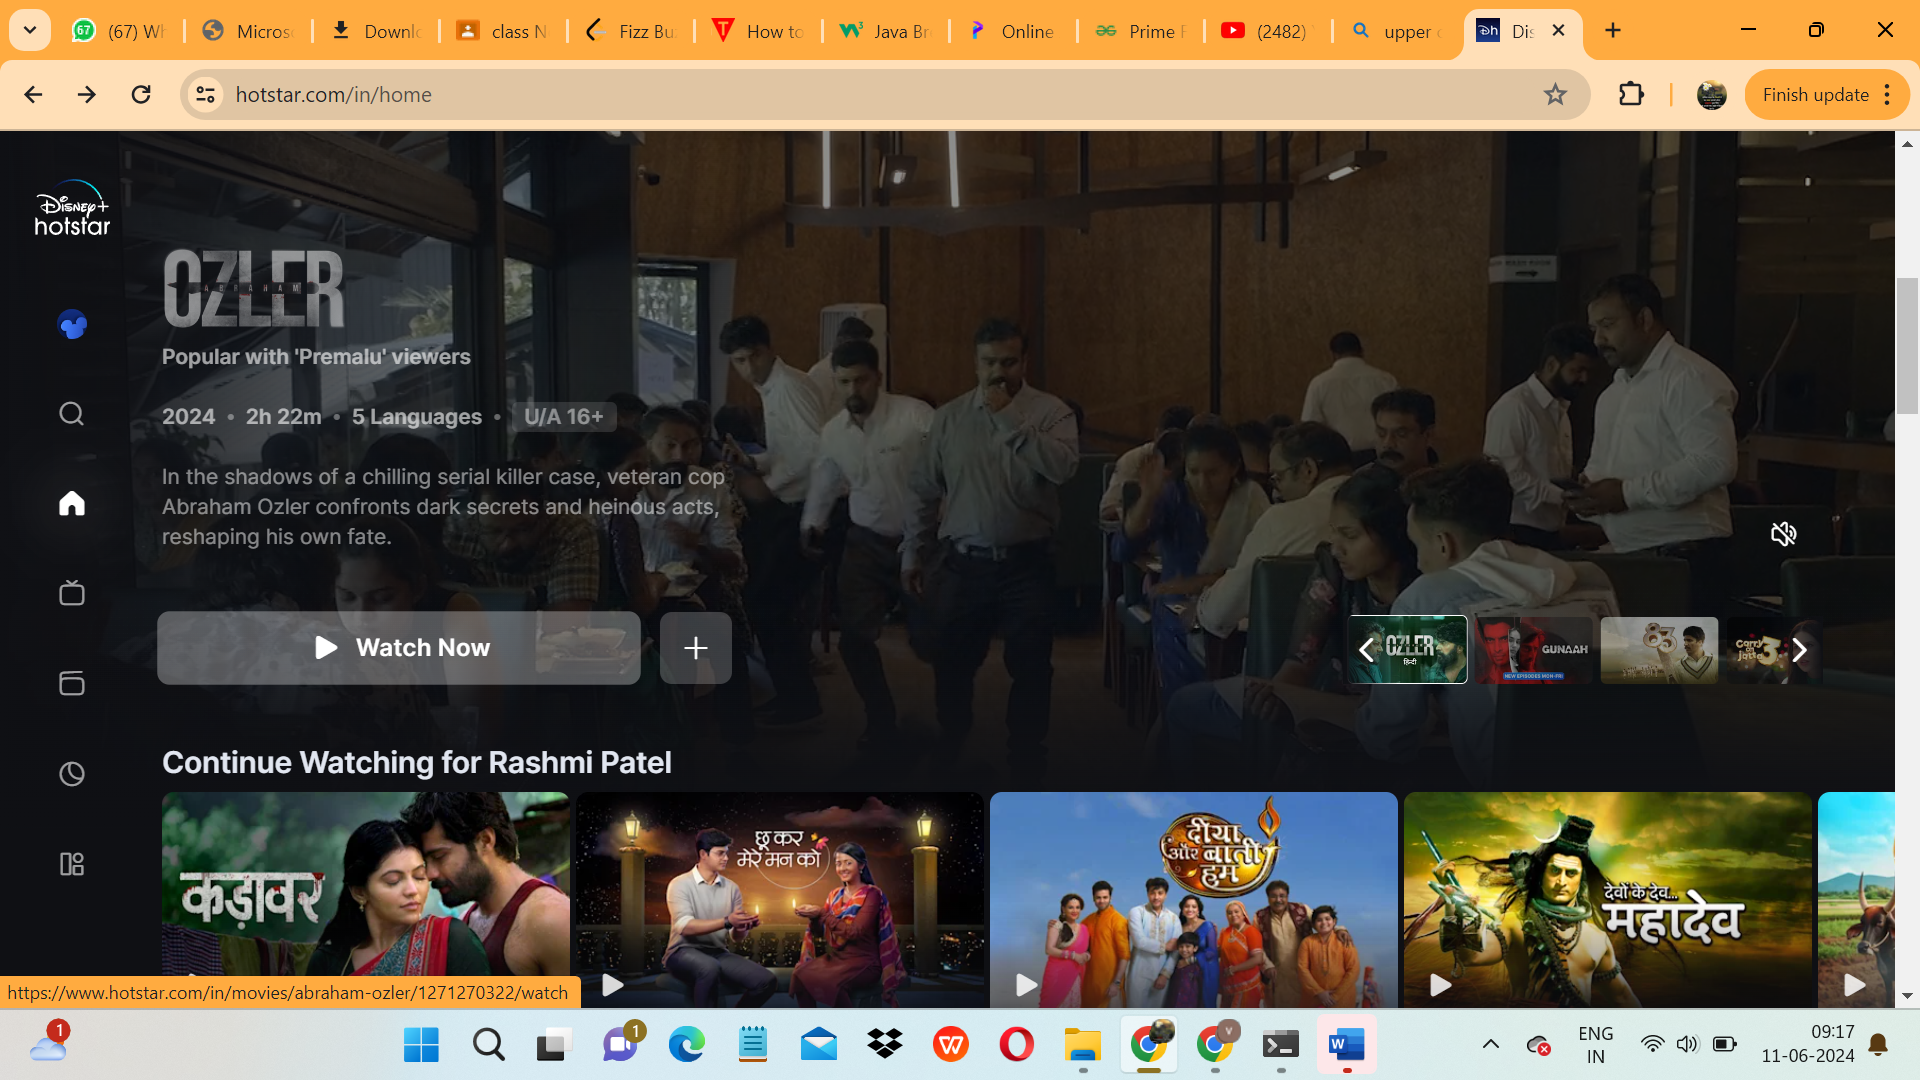 (67) Wh
Micros
Downl
class N
Fizz Bu
How to
Java Br
Online
Prime F
(2482)
upper c
Dis
hotstar.com/in/home
Finish update
Disney+
hotstar
OZLER
ABRAHAM
Popular with 'Premalu' viewers
2024 • 2h 22m • 5 Languages • U/A 16+
In the shadows of a chilling serial killer case, veteran cop
Abraham Ozler confronts dark secrets and heinous acts,
reshaping his own fate.
Watch Now
OZLER
हिन्दी
GUNAAH
NEW EPISODES MON-FRI
83
Carry
on
Jatta 3
Continue Watching for Rashmi Patel
कड़ावर
छू कर
मेरे मन को
दीया
और बाती
हम
देवों के देव...
महादेव
https://www.hotstar.com/in/movies/abraham-ozler/1271270322/watch
1
1
ENG
IN
09:17
11-06-2024